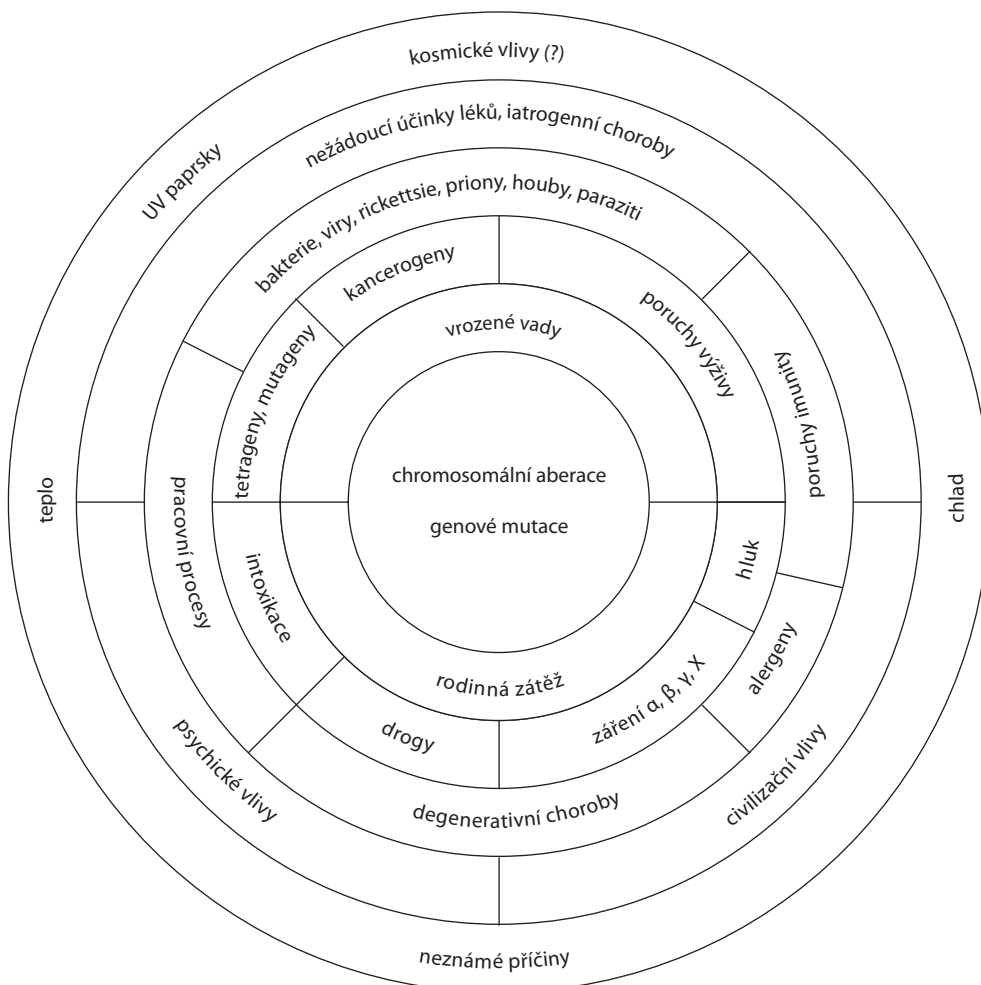 kosmické vlivy (?)
UV paprsky
nežádoucí účinky léků, iatrogenní choroby
bakterie, viry, rickettsie, priony, houby, paraziti
kancerogeny
vrozené vady
poruchy výživy
tetrageny, mutageny
poruchy imunity
teplo
chromosomální aberace
chlad
genové mutace
pracovní procesy
intoxikace
hluk
rodinná zátěž
záření α, β, γ, X
alergeny
drogy
psychické vlivy
degenerativní choroby
civilizační vlivy
neznámé příčiny